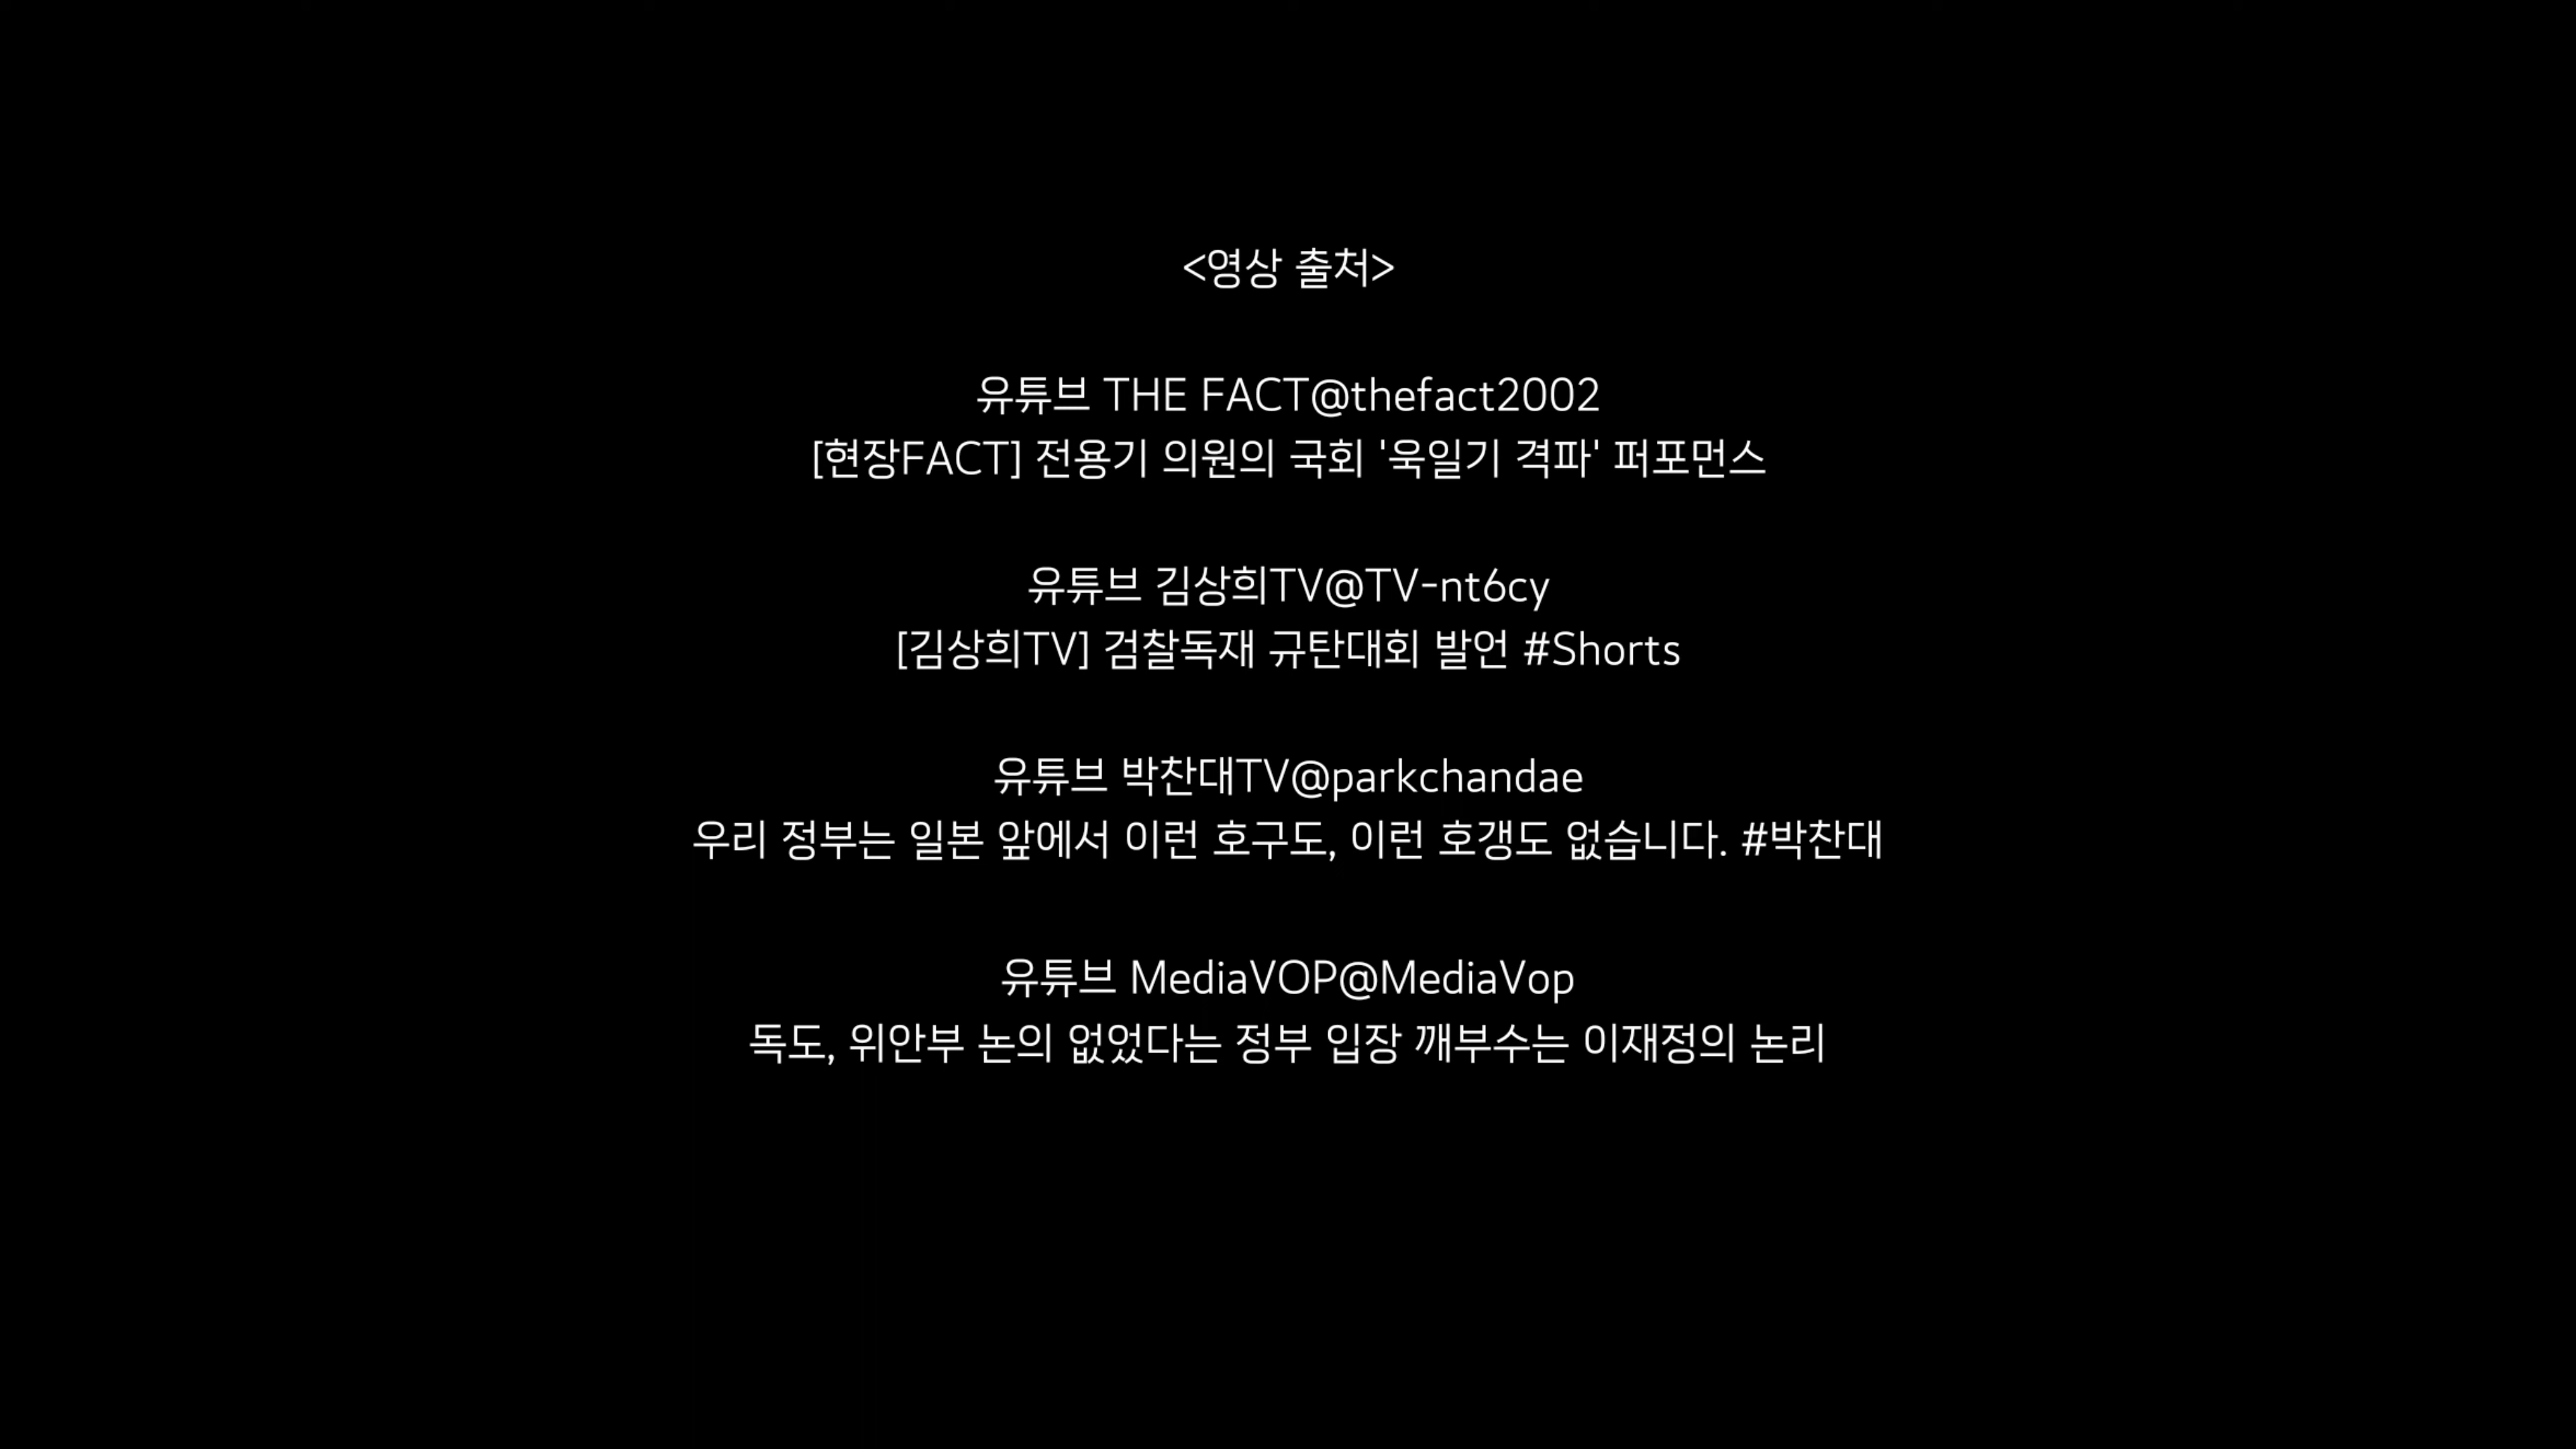 <영상 출처>
유튜브 THE FACT@thefact2002
[현장FACT] 전용기 의원의 국회 '욱일기 격파' 퍼포먼스
유튜브 김상희TV@TV-nt6cy
[김상희TV] 검찰독재 규탄대회 발언 #Shorts
유튜브 박찬대TV@parkchandae
우리 정부는 일본 앞에서 이런 호구도, 이런 호갱도 없습니다. #박찬대
유튜브 MediaVOP@MediaVop
독도, 위안부 논의 없었다는 정부 입장 깨부수는 이재정의 논리